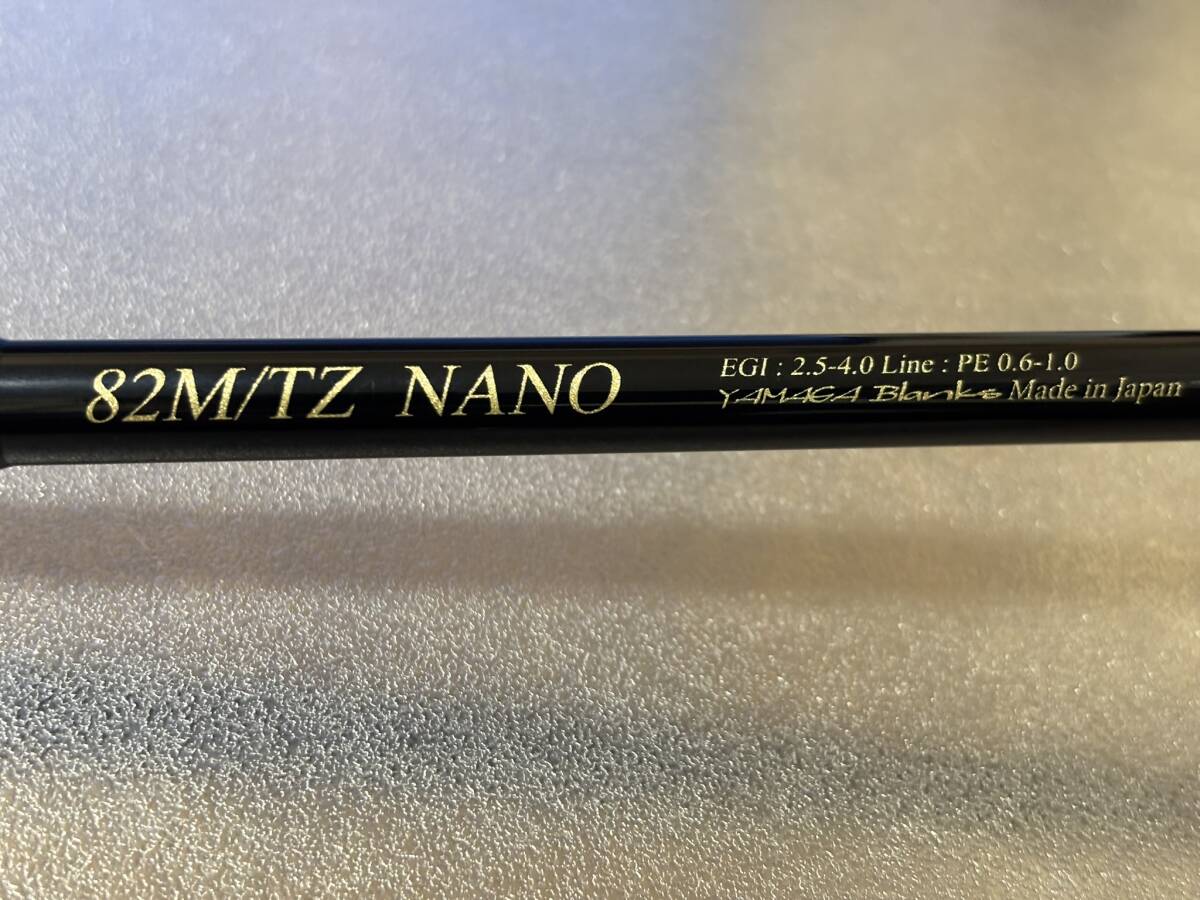 82M/TZ NANO
EGI : 2.5-4.0 Line : PE 0.6-1.0
YAMAGA Blanks Made in Japan